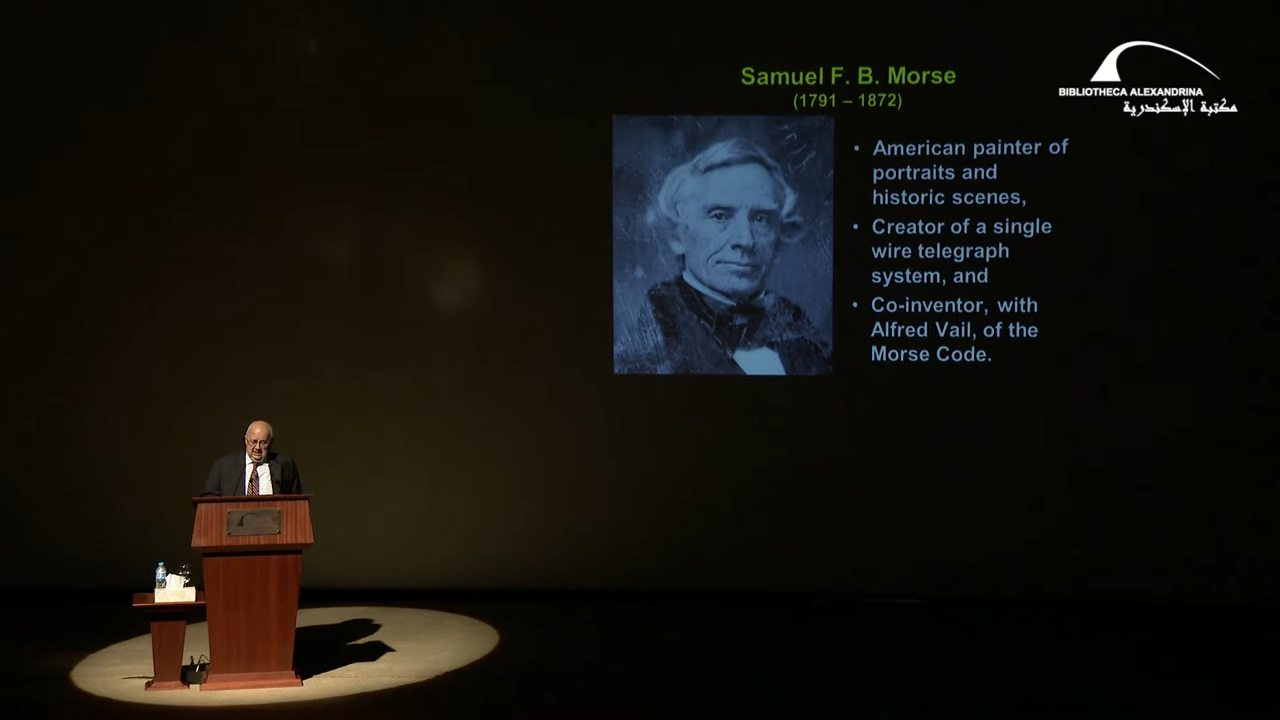 Samuel F. B. Morse
(1791 – 1872)
BIBLIOTHECA ALEXANDRINA
مكتبة الإسكندرية
• American painter of
portraits and
historic scenes,
• Creator of a single
wire telegraph
system, and
• Co-inventor, with
Alfred Vail, of the
Morse Code.